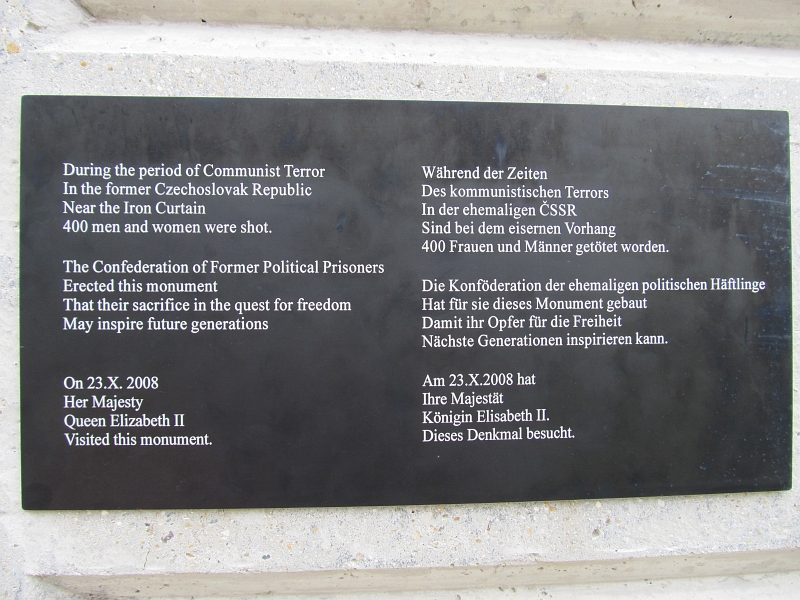 During the period of Communist Terror
In the former Czechoslovak Republic
Near the Iron Curtain
400 men and women were shot.
The Confederation of Former Political Prisoners
Erected this monument
That their sacrifice in the quest for freedom
May inspire future generations
On 23.X. 2008
Her Majesty
Queen Elizabeth II
Visited this monument.
Während der Zeiten
Des kommunistischen Terrors
In der ehemaligen ČSSR
Sind bei dem eisernen Vorhang
400 Frauen und Männer getötet worden.
Die Konföderation der ehemaligen politischen Häftlinge
Hat für sie dieses Monument gebaut
Damit ihr Opfer für die Freiheit
Nächste Generationen inspirieren kann.
Am 23.X.2008 hat
Ihre Majestät
Königin Elisabeth II.
Dieses Denkmal besucht.